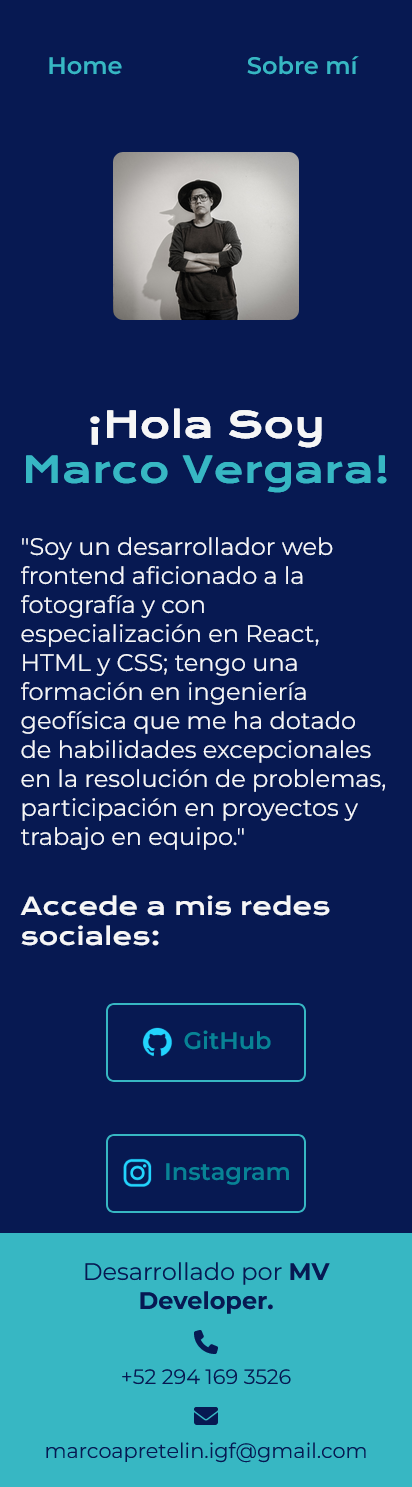 Home
Sobre mí
¡Hola Soy
Marco Vergara!
"Soy un desarrollador web
frontend aficionado a la
fotografía y con
especialización en React,
HTML y CSS; tengo una
formación en ingeniería
geofísica que me ha dotado
de habilidades excepcionales
en la resolución de problemas,
participación en proyectos y
trabajo en equipo."
Accede a mis redes
sociales:
GitHub
Instagram
Desarrollado por MV
Developer.
+52 294 169 3526
marcoapretelin.igf@gmail.com